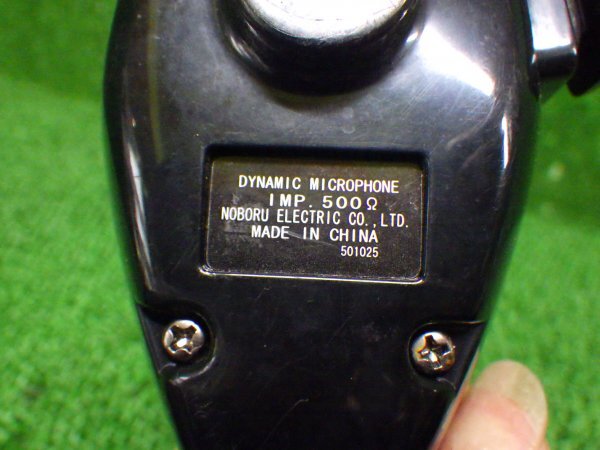 DYNAMIC MICROPHONE
IMP. 500Ω
NOBORU ELECTRIC CO.,LTD.
MADE IN CHINA
501025